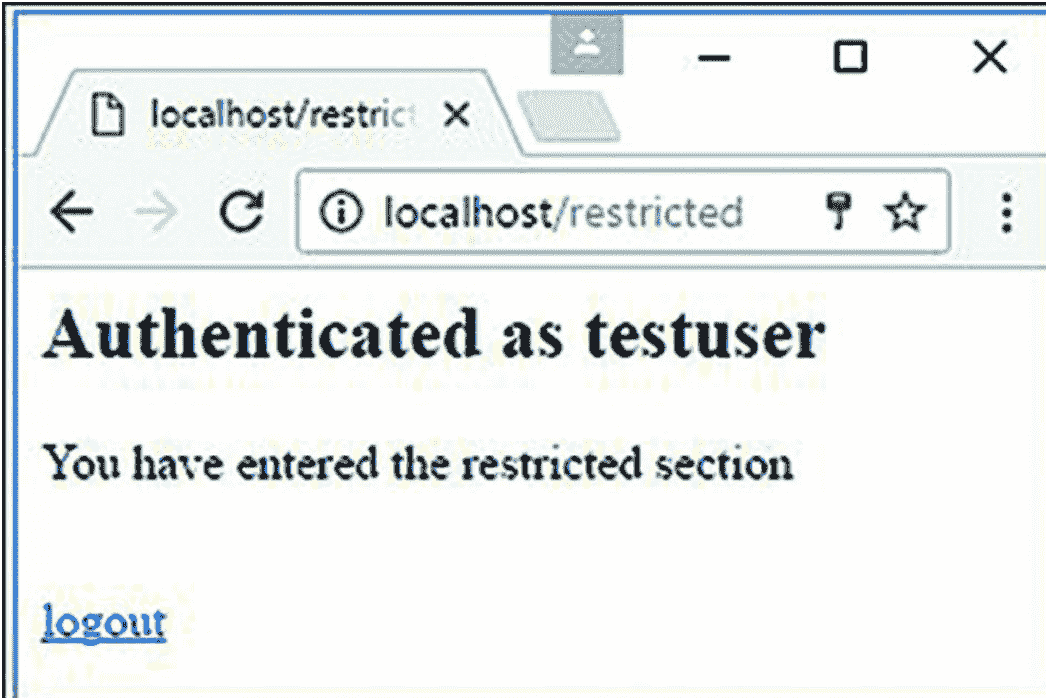 localhost/restrict
localhost/restricted
Authenticated as testuser
You have entered the restricted section
logout